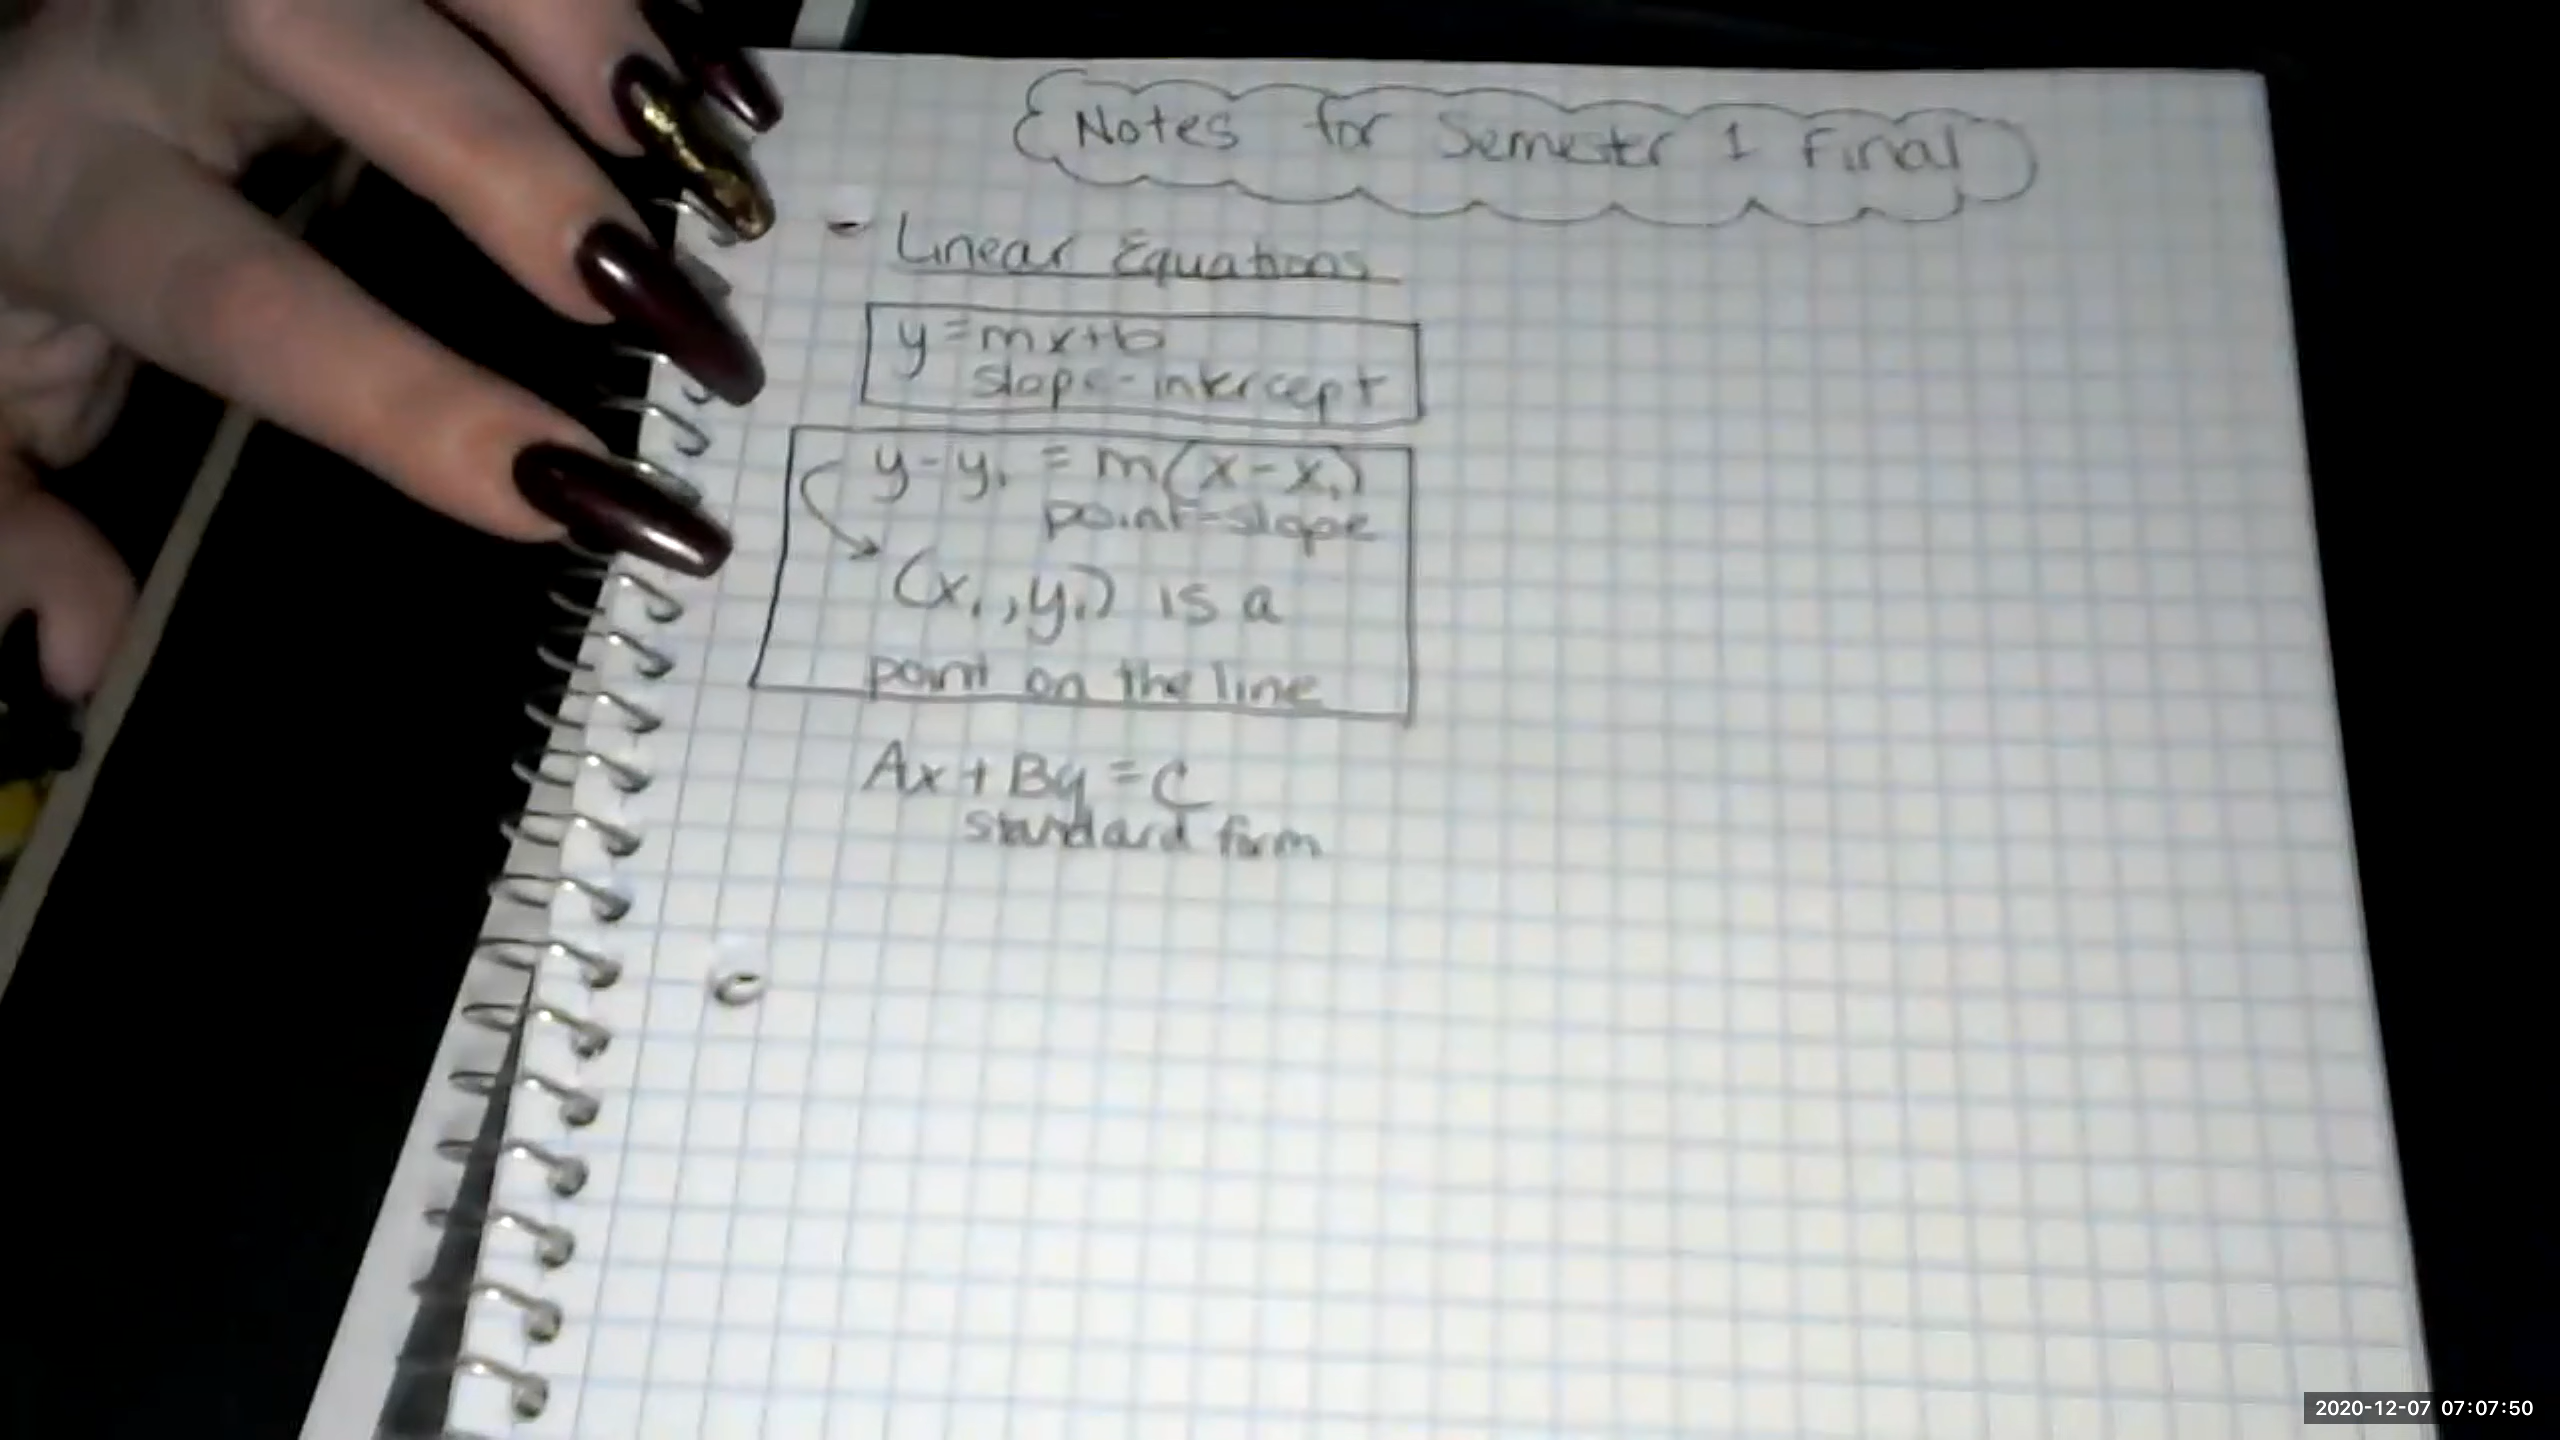 Notes for Semester 1 Final
- Linear Equations
y=mx+b
slope-intercept
y-y₁ = m(x-x₁)
point-slope
(x₁,y₁) is a
point on the line
Ax+By=C
standard form
2020-12-07 07:07:50